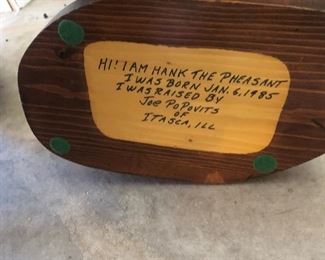 HI! I AM HANK THE PHEASANT
I WAS BORN JAN. 6, 1985
I WAS RAISED BY
JOE POPOVITS
OF
ITASCA, ILL